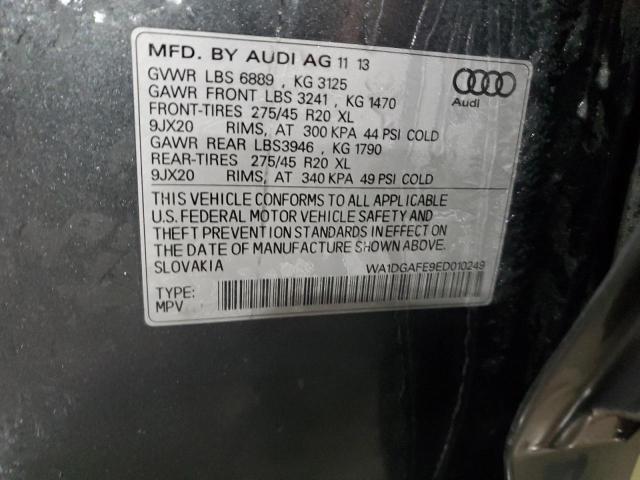 MFD. BY AUDI AG 11 13
GVWR LBS 6889 , KG 3125
GAWR FRONT LBS 3241 , KG 1470
FRONT-TIRES 275/45 R20 XL
9JX20 RIMS, AT 300 KPA 44 PSI COLD
GAWR REAR LBS3946 , KG 1790
REAR-TIRES 275/45 R20 XL
9JX20 RIMS, AT 340 KPA 49 PSI COLD
Audi
THIS VEHICLE CONFORMS TO ALL APPLICABLE
U.S. FEDERAL MOTOR VEHICLE SAFETY AND
THEFT PREVENTION STANDARDS IN EFFECT ON
THE DATE OF MANUFACTURE SHOWN ABOVE.
SLOVAKIA WA1DGAFE9ED010249
TYPE:
MPV